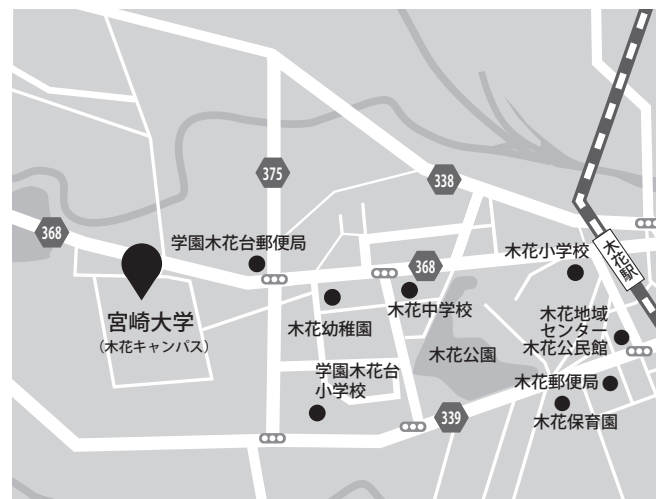 375
338
368
学園木花台郵便局
368
木花小学校
木花駅
宮崎大学
(木花キャンパス)
木花幼稚園
木花中学校
木花地域
センター
木花公民館
木花公園
学園木花台
小学校
木花郵便局
339
木花保育園